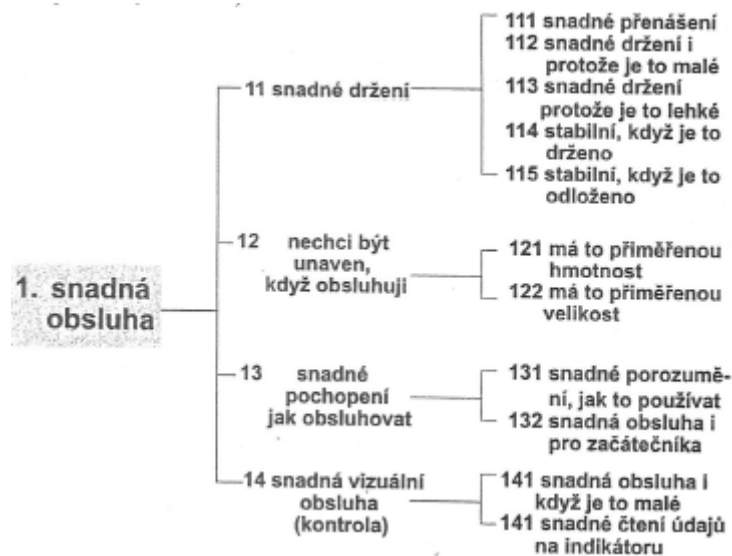 111 snadné přenášení
112 snadné držení i
protože je to malé
113 snadné držení
protože je to lehké
114 stabilní, když je to
drženo
115 stabilní, když je to
odloženo
11 snadné držení
12 nechci být
unaven,
když obsluhuji
121 má to přiměřenou
hmotnost
122 má to přiměřenou
velikost
1. snadná
obsluha
13 snadné
pochopení
jak obsluhovat
131 snadné porozumě-
ní, jak to používat
132 snadná obsluha i
pro začátečníka
14 snadná vizuální
obsluha
(kontrola)
141 snadná obsluha i
když je to malé
141 snadné čtení údajů
na indikátoru